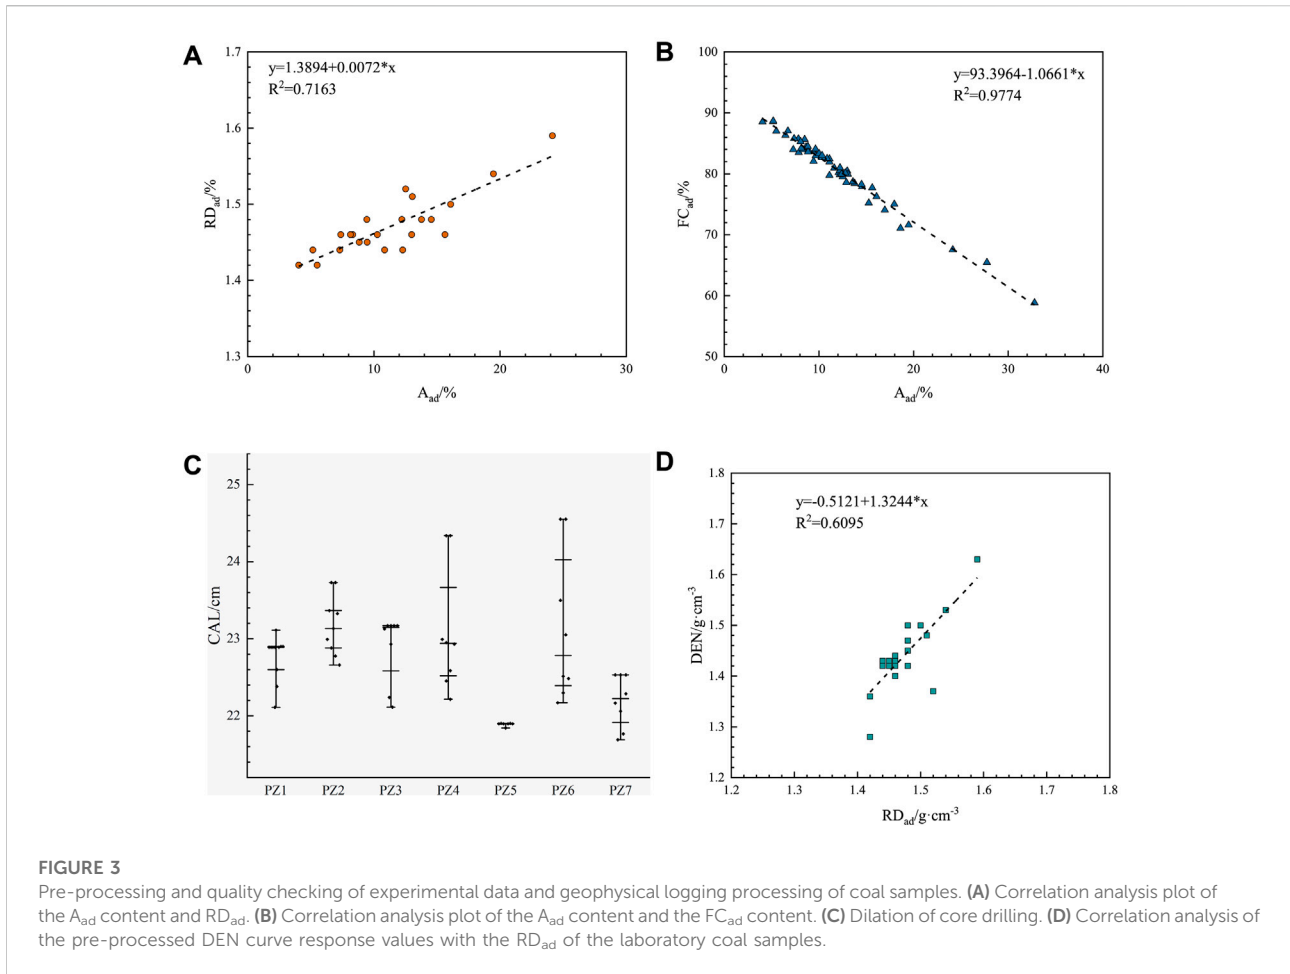 A
y=1.3894+0.0072*x
R²=0.7163
RD_ad/%
1.7
1.6
1.5
1.4
1.3
0 10 20 30
A_ad/%
B
y=93.3964-1.0661*x
R²=0.9774
FC_ad/%
100
90
80
70
60
50
0 10 20 30 40
A_ad/%
C
CAL/cm
25
24
23
22
PZ1 PZ2 PZ3 PZ4 PZ5 PZ6 PZ7
D
y=-0.5121+1.3244*x
R²=0.6095
DEN/g·cm⁻³
1.8
1.7
1.6
1.5
1.4
1.3
1.2
1.2 1.3 1.4 1.5 1.6 1.7 1.8
RD_ad/g·cm⁻³
FIGURE 3
Pre-processing and quality checking of experimental data and geophysical logging processing of coal samples. (A) Correlation analysis plot of
the A_ad content and RD_ad. (B) Correlation analysis plot of the A_ad content and the FC_ad content. (C) Dilation of core drilling. (D) Correlation analysis of
the pre-processed DEN curve response values with the RD_ad of the laboratory coal samples.